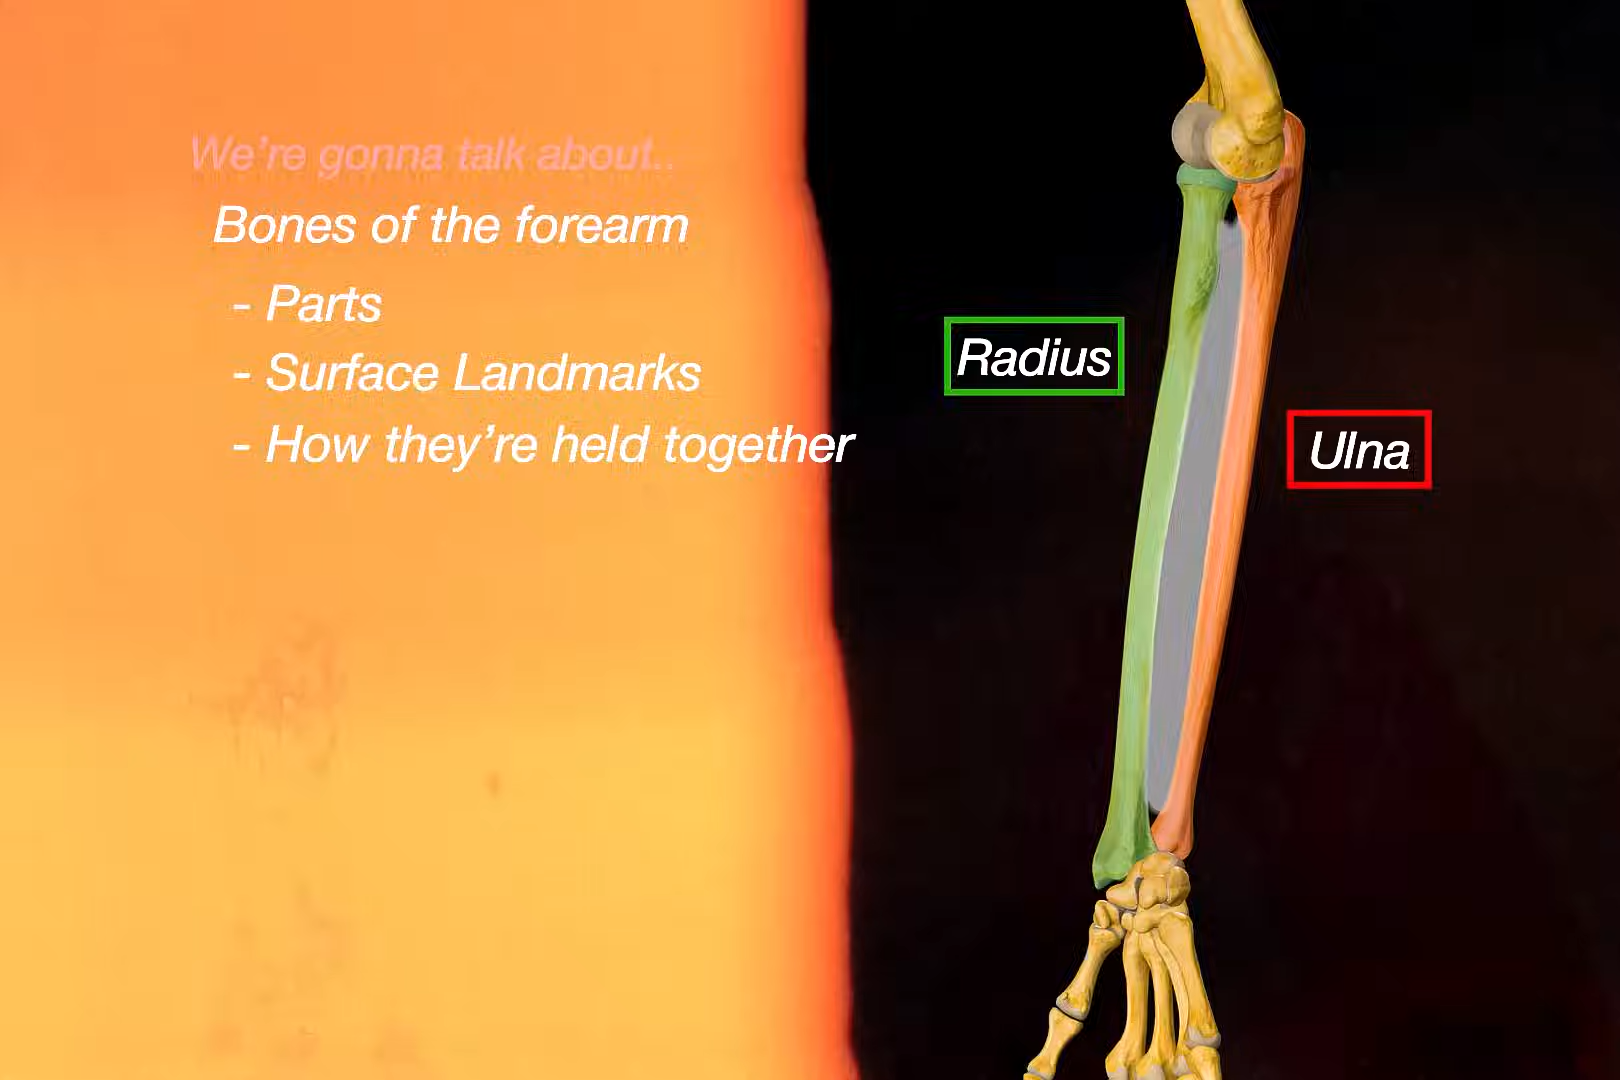 We're gonna talk about..
Bones of the forearm
- Parts
- Surface Landmarks
- How they're held together
Radius
Ulna